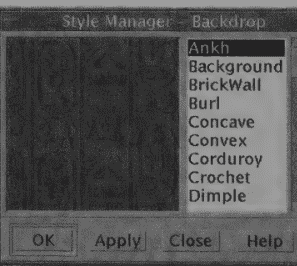 Style Manager - Backdrop
Ankh
Background
BrickWall
Burl
Concave
Convex
Corduroy
Crochet
Dimple
OK Apply Close Help